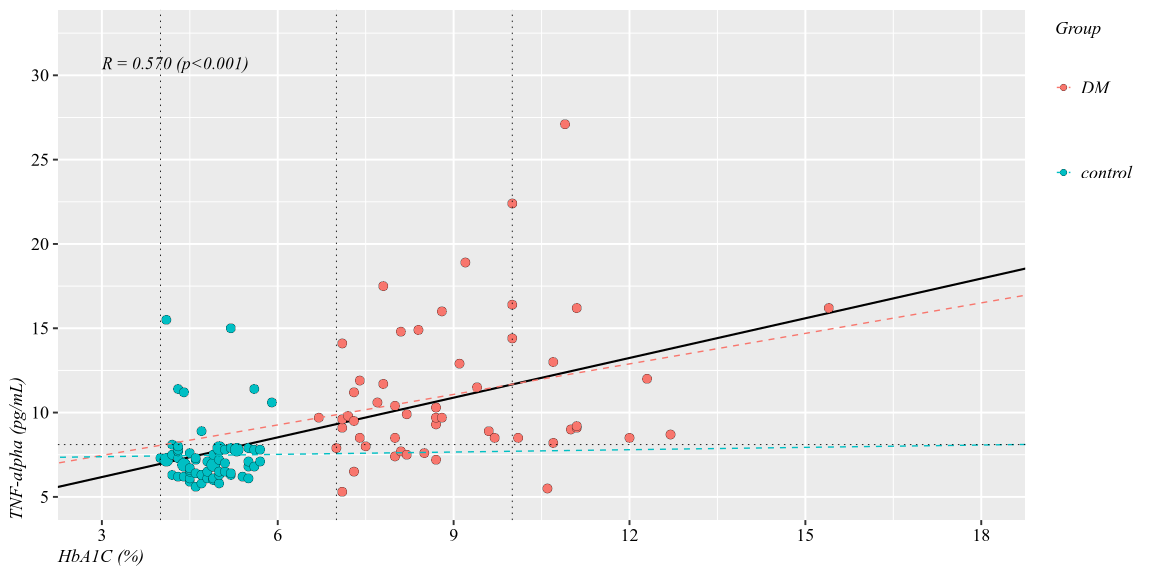 R = 0.570 (p<0.001)
Group
DM
control
30
25
20
15
10
5
TNF-alpha (pg/mL)
3 6 9 12 15 18
HbA1C (%)